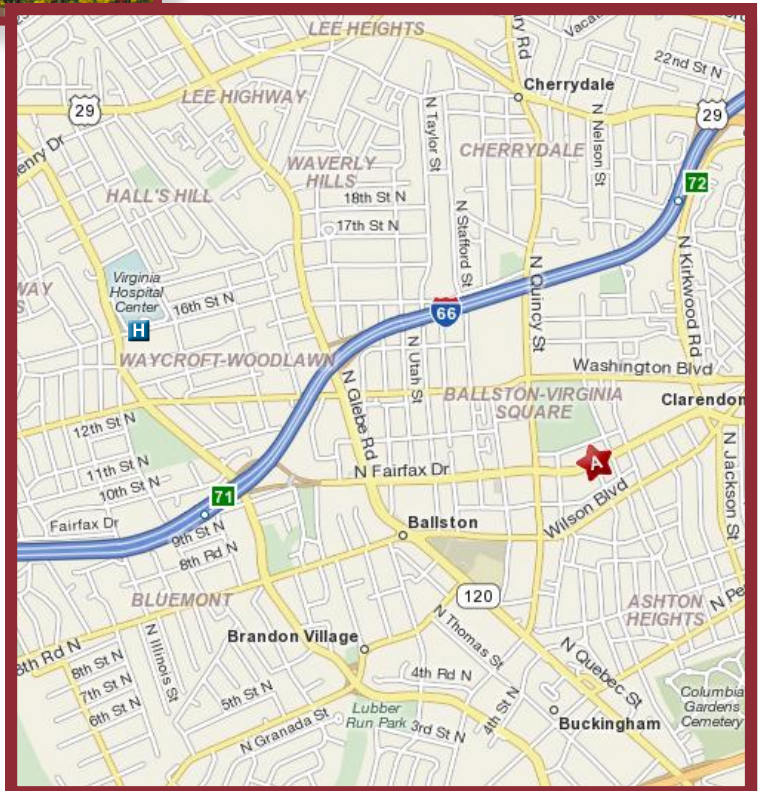 LEE HEIGHTS
22nd St N
Cherrydale
29
LEE HIGHWAY
29
N Taylor St
N Nelson St
CHERRYDALE
WAVERLY
HILLS
72
HALL'S HILL
18th St N
17th St N
N Stafford St
Virginia
Hospital
Center
H
16th St N
N Quincy St
N Kirkwood Rd
66
WAYCROFT-WOODLAWN
N Utah St
Washington Blvd
N Glebe Rd
BALLSTON-VIRGINIA
SQUARE
Clarendon
12th St N
11th St N
10th St N
N Fairfax Dr
A
N Jackson St
71
Fairfax Dr
9th St N
8th Rd N
Ballston
Wilson Blvd
BLUEMONT
120
ASHTON
HEIGHTS
N Pe
8th Rd N
N Illinois St
Brandon Village
N Thomas St
N Quebec St
8th St N
7th St N
6th St N
5th St N
4th Rd N
4th St N
Columbia
Gardens
Cemetery
Lubber
Run Park
3rd St N
Buckingham
N Granada St